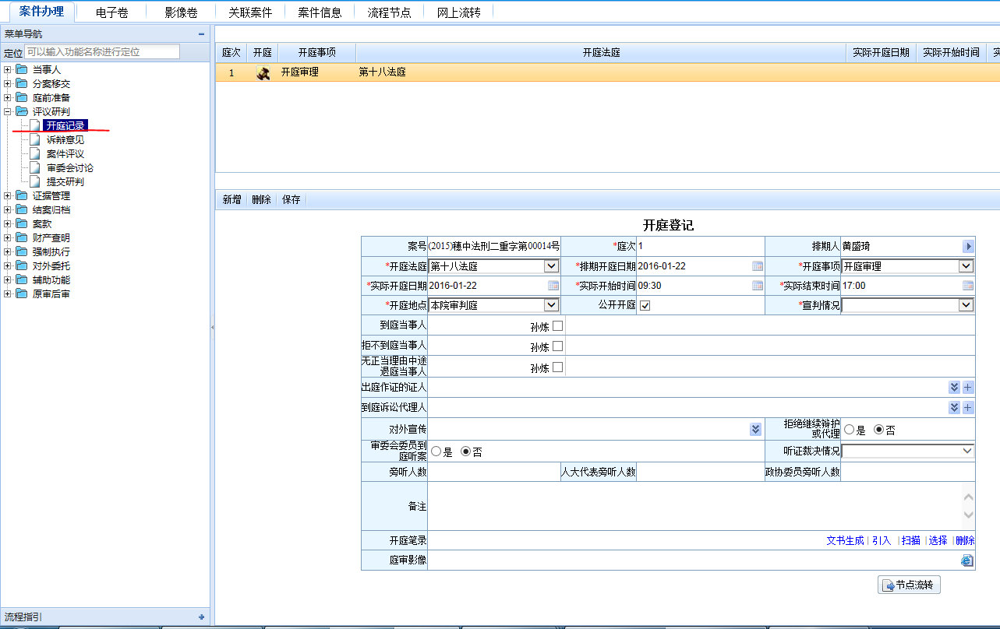 案件办理 电子卷 影像卷 关联案件 案件信息 流程节点 网上流转
菜单导航
定位 可以输入功能名称进行定位
当事人
分案移交
庭前准备
评议研判
开庭记录
诉辩意见
案件评议
审委会讨论
提交研判
证据管理
结案归档
案款
财产查明
强制执行
对外委托
辅助功能
原审后审
流程指引
庭次 开庭 开庭事项 开庭法庭 实际开庭日期 实际开始时间
1 开庭审理 第十八法庭
新增 删除 保存
开庭登记
案号 (2015)穗中法刑二重字第00014号 *庭次 1 排期人 黄盛琦
*开庭法庭 第十八法庭 *排期开庭日期 2016-01-22 *开庭事项 开庭审理
*实际开庭日期 2016-01-22 *实际开始时间 09:30 *实际结束时间 17:00
*开庭地点 本院审判庭 公开开庭 *宣判情况
到庭当事人 孙炼
拒不到庭当事人 孙炼
无正当理由中途
退庭当事人 孙炼
出庭作证的证人
到庭诉讼代理人
对外宣传 拒绝继续辩护
或代理 是 否
审委会委员到
庭听案 是 否 听证裁决情况
旁听人数 人大代表旁听人数 政协委员旁听人数
备注
开庭笔录 文书生成 | 引入 | 扫描 | 选择 | 删除
庭审影像
节点流转